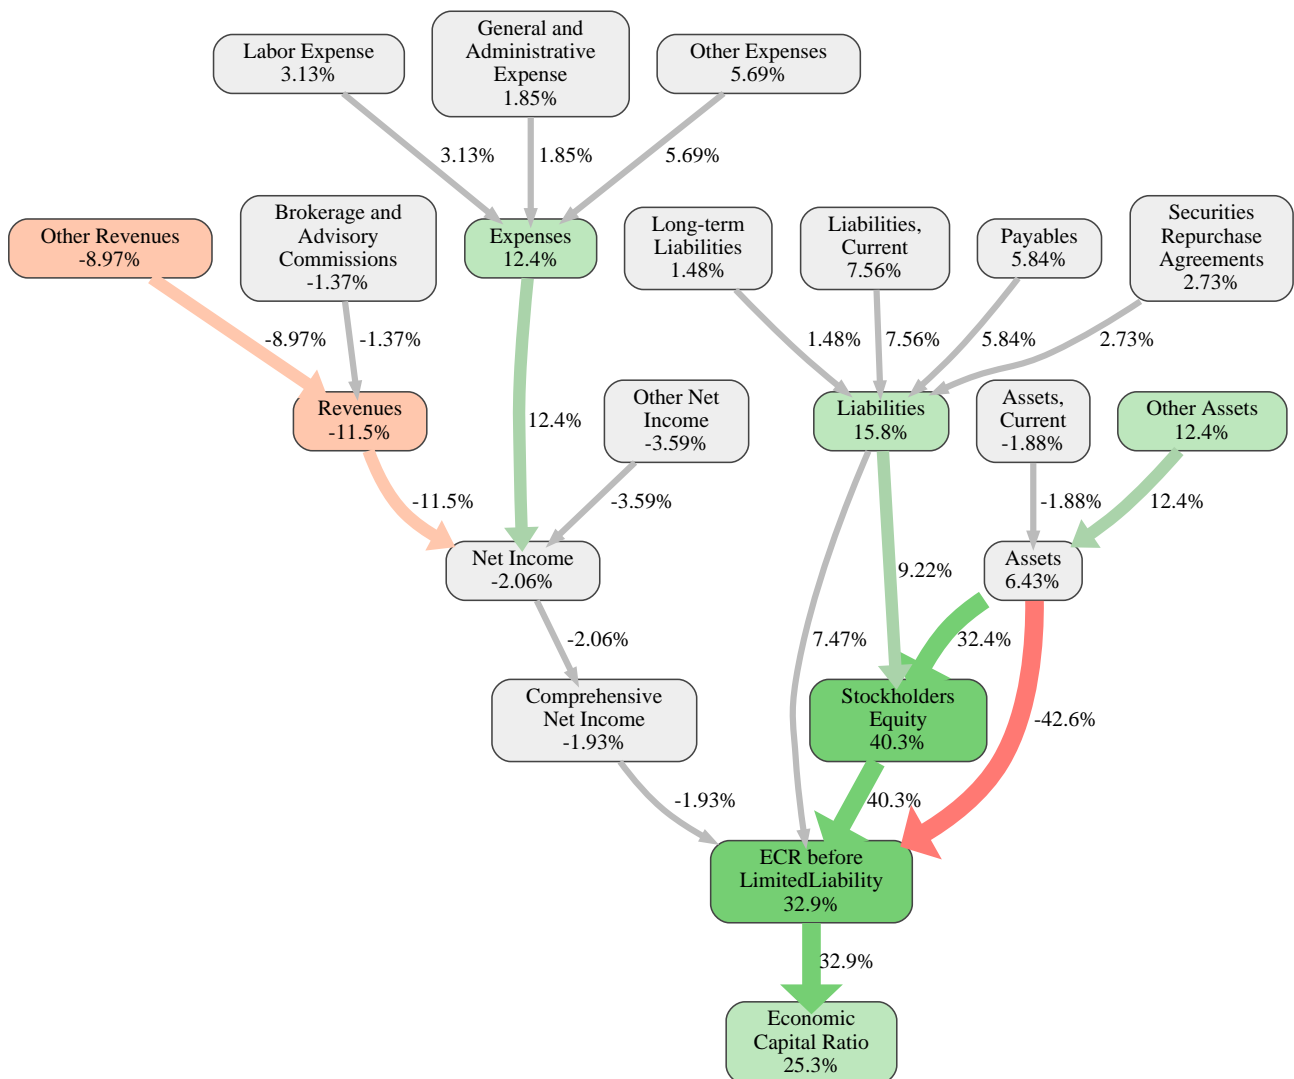 Labor Expense
3.13%
General and
Administrative
Expense
1.85%
Other Expenses
5.69%
3.13%
1.85%
5.69%
Other Revenues
-8.97%
Brokerage and
Advisory
Commissions
-1.37%
Expenses
12.4%
Long-term
Liabilities
1.48%
Liabilities,
Current
7.56%
Payables
5.84%
Securities
Repurchase
Agreements
2.73%
-8.97%
-1.37%
1.48%
7.56%
5.84%
2.73%
Revenues
-11.5%
12.4%
Other Net
Income
-3.59%
Liabilities
15.8%
Assets,
Current
-1.88%
Other Assets
12.4%
-11.5%
-3.59%
-1.88%
12.4%
Net Income
-2.06%
9.22%
Assets
6.43%
-2.06%
7.47%
32.4%
Comprehensive
Net Income
-1.93%
Stockholders
Equity
40.3%
-42.6%
-1.93%
40.3%
ECR before
LimitedLiability
32.9%
32.9%
Economic
Capital Ratio
25.3%